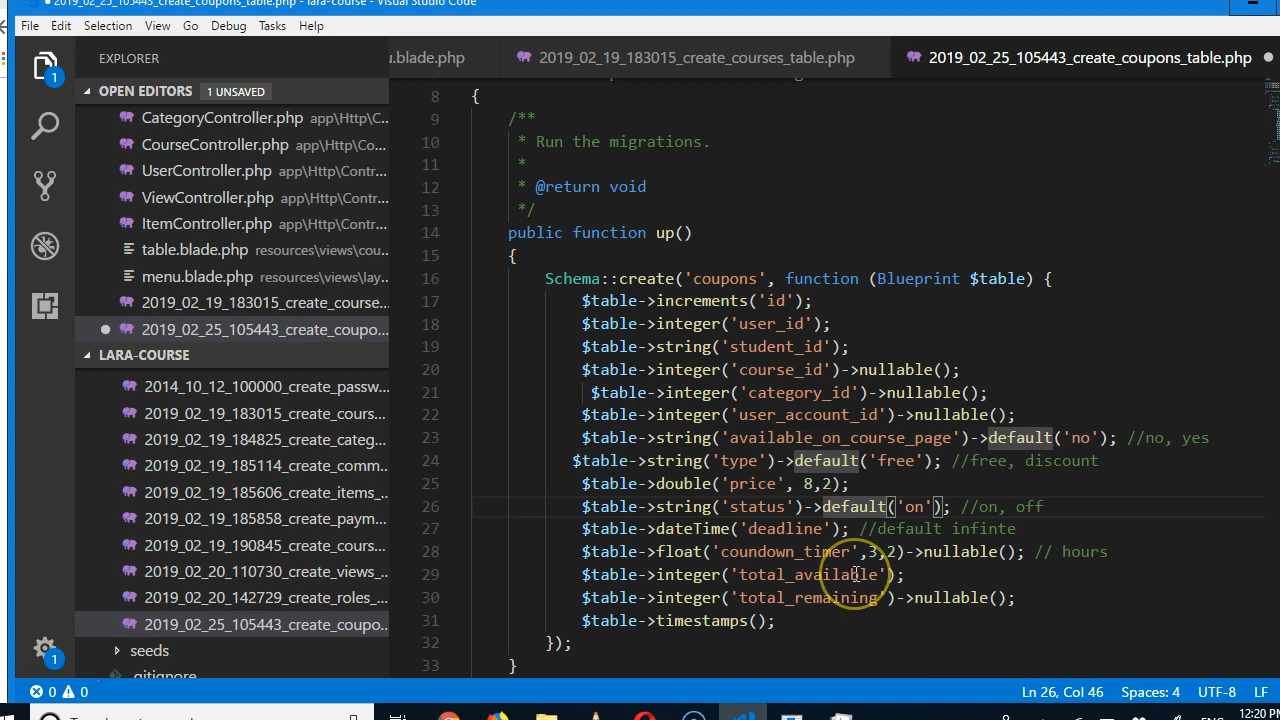 2019_02_25_105443_create_coupons_table.php - lara-course - Visual Studio Code
File Edit Selection View Go Debug Tasks Help
EXPLORER
u.blade.php
2019_02_19_183015_create_courses_table.php
2019_02_25_105443_create_coupons_table.php
OPEN EDITORS 1 UNSAVED
CategoryController.php app\Http\C...
CourseController.php app\Http\Co...
UserController.php app\Http\Contr...
ViewController.php app\Http\Contr...
ItemController.php app\Http\Contr...
table.blade.php resources\views\cou...
menu.blade.php resources\views\lay...
2019_02_19_183015_create_course...
2019_02_25_105443_create_coupo...
LARA-COURSE
2014_10_12_100000_create_passw...
2019_02_19_183015_create_cours...
2019_02_19_184825_create_categ...
2019_02_19_185114_create_comm...
2019_02_19_185606_create_items_...
2019_02_19_185858_create_paym...
2019_02_19_190845_create_cours...
2019_02_20_110730_create_views_...
2019_02_20_142729_create_roles_...
2019_02_25_105443_create_coupo...
seeds
.gitignore
8 {
9 /**
10 * Run the migrations.
11 *
12 * @return void
13 */
14 public function up()
15 {
16 Schema::create('coupons', function (Blueprint $table) {
17 $table->increments('id');
18 $table->integer('user_id');
19 $table->string('student_id');
20 $table->integer('course_id')->nullable();
21 $table->integer('category_id')->nullable();
22 $table->integer('user_account_id')->nullable();
23 $table->string('available_on_course_page')->default('no'); //no, yes
24 $table->string('type')->default('free'); //free, discount
25 $table->double('price', 8,2);
26 $table->string('status')->default('on'); //on, off
27 $table->dateTime('deadline'); //default infinte
28 $table->float('coundown_timer',3,2)->nullable(); // hours
29 $table->integer('total_available');
30 $table->integer('total_remaining')->nullable();
31 $table->timestamps();
32 });
33 }
1
1
0 0
Ln 26, Col 46 Spaces: 4 UTF-8 LF
12:20 PM